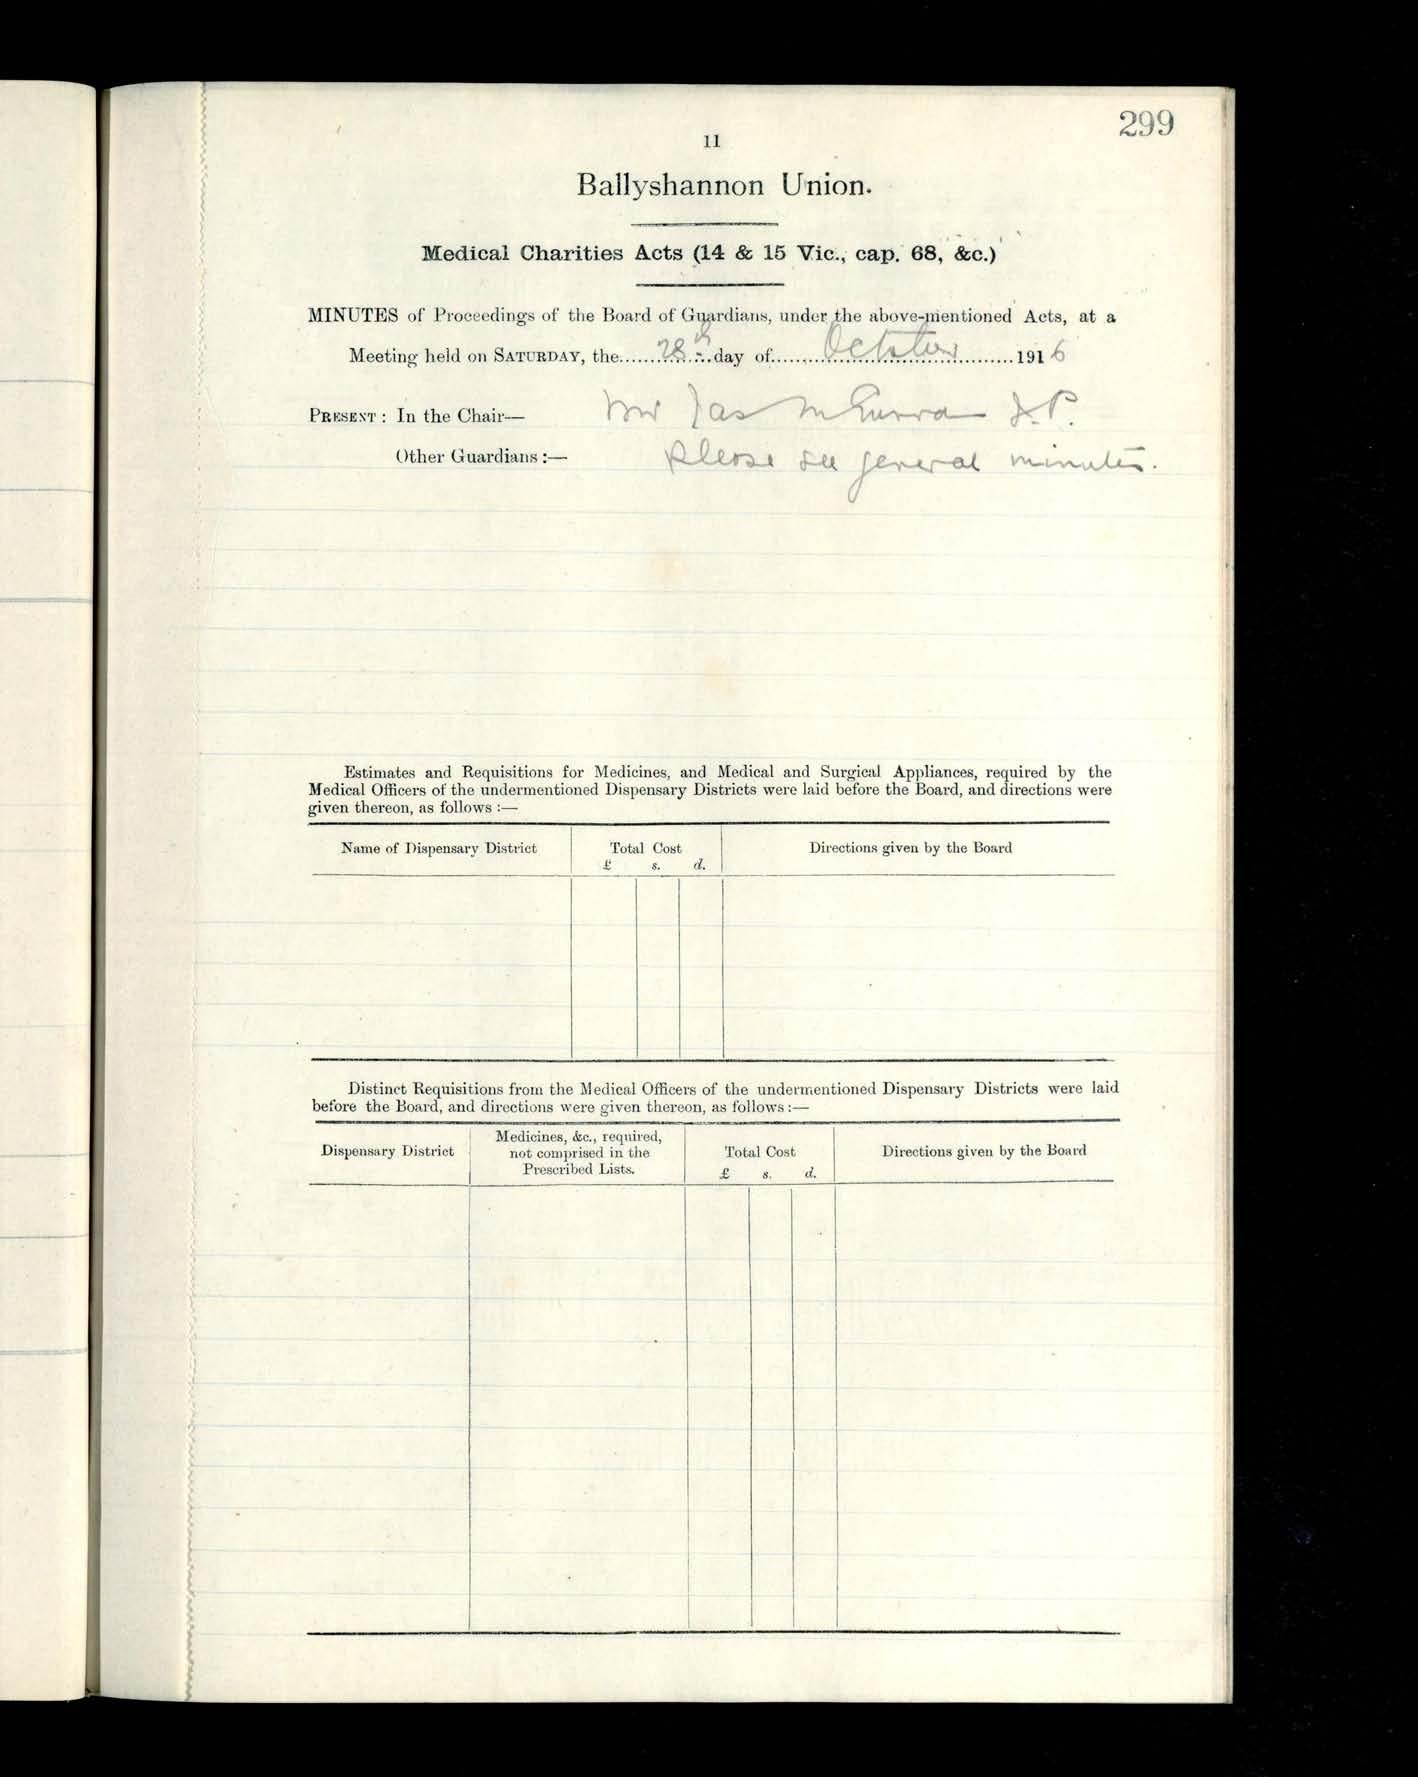 299
11
Ballyshannon Union.
Medical Charities Acts (14 & 15 Vic., cap. 68, &c.)
MINUTES of Proceedings of the Board of Guardians, under the above-mentioned Acts, at a
Meeting held on SATURDAY, the 28th day of October 1916
PRESENT : In the Chair— Mr Jas J.P.
Other Guardians :— Please see general minutes.
Estimates and Requisitions for Medicines, and Medical and Surgical Appliances, required by the
Medical Officers of the undermentioned Dispensary Districts were laid before the Board, and directions were
given thereon, as follows :—
Name of Dispensary District Total Cost Directions given by the Board
£ s. d.
Distinct Requisitions from the Medical Officers of the undermentioned Dispensary Districts were laid
before the Board, and directions were given thereon, as follows :—
Dispensary District
Medicines, &c., required,
not comprised in the
Prescribed Lists.
Total Cost
£ s. d.
Directions given by the Board